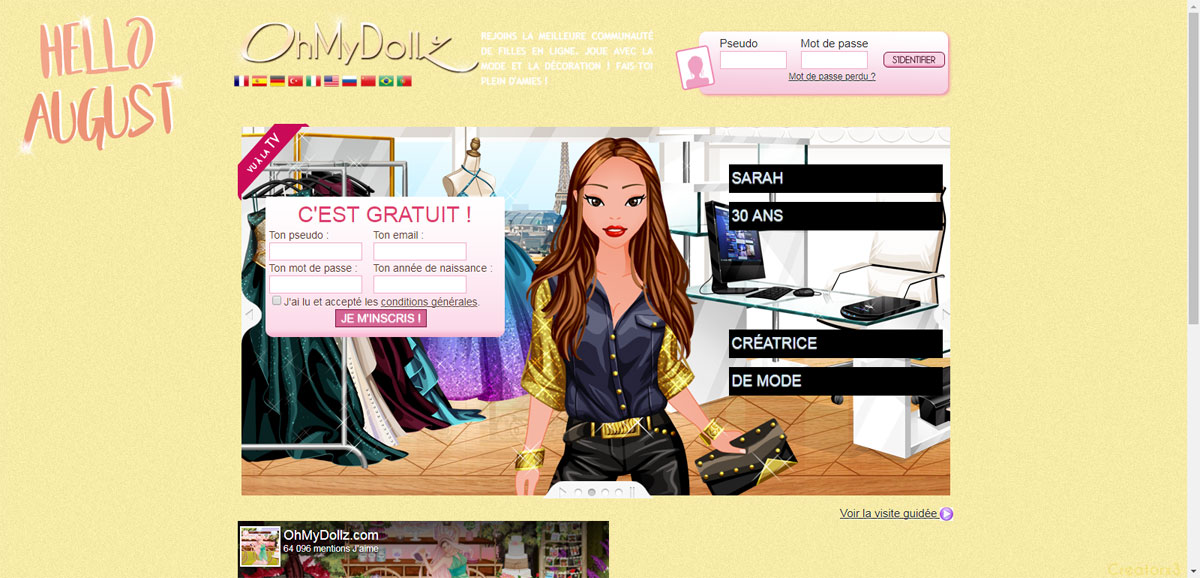 HELLO
AUGUST
OhMyDollz
REJOINS LA MEILLEURE COMMUNAUTÉ
DE FILLES EN LIGNE. JOUE AVEC LA
MODE ET LA DÉCORATION ! FAIS-TOI
PLEIN D'AMIES !
Pseudo
Mot de passe
S'IDENTIFIER
Mot de passe perdu ?
VU À LA TV
C'EST GRATUIT !
Ton pseudo :
Ton email :
Ton mot de passe :
Ton année de naissance :
J'ai lu et accepté les conditions générales.
JE M'INSCRIS !
SARAH
30 ANS
CRÉATRICE
DE MODE
Voir la visite guidée
OhMyDollz.com
64 096 mentions J'aime